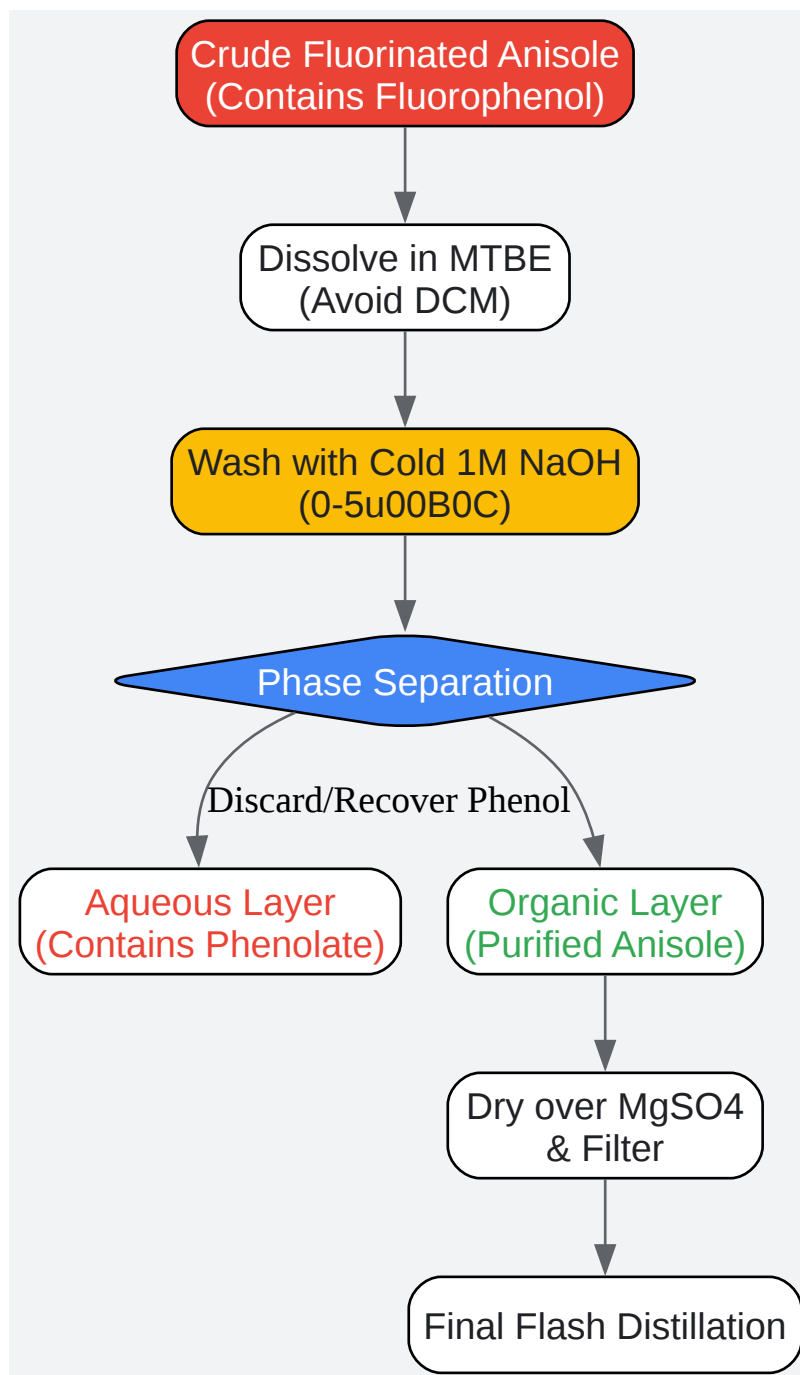 Crude Fluorinated Anisole
(Contains Fluorophenol)
Dissolve in MTBE
(Avoid DCM)
Wash with Cold 1M NaOH
(0-5u00B0C)
Phase Separation
Discard/Recover Phenol
Aqueous Layer
(Contains Phenolate)
Organic Layer
(Purified Anisole)
Dry over MgSO4
& Filter
Final Flash Distillation